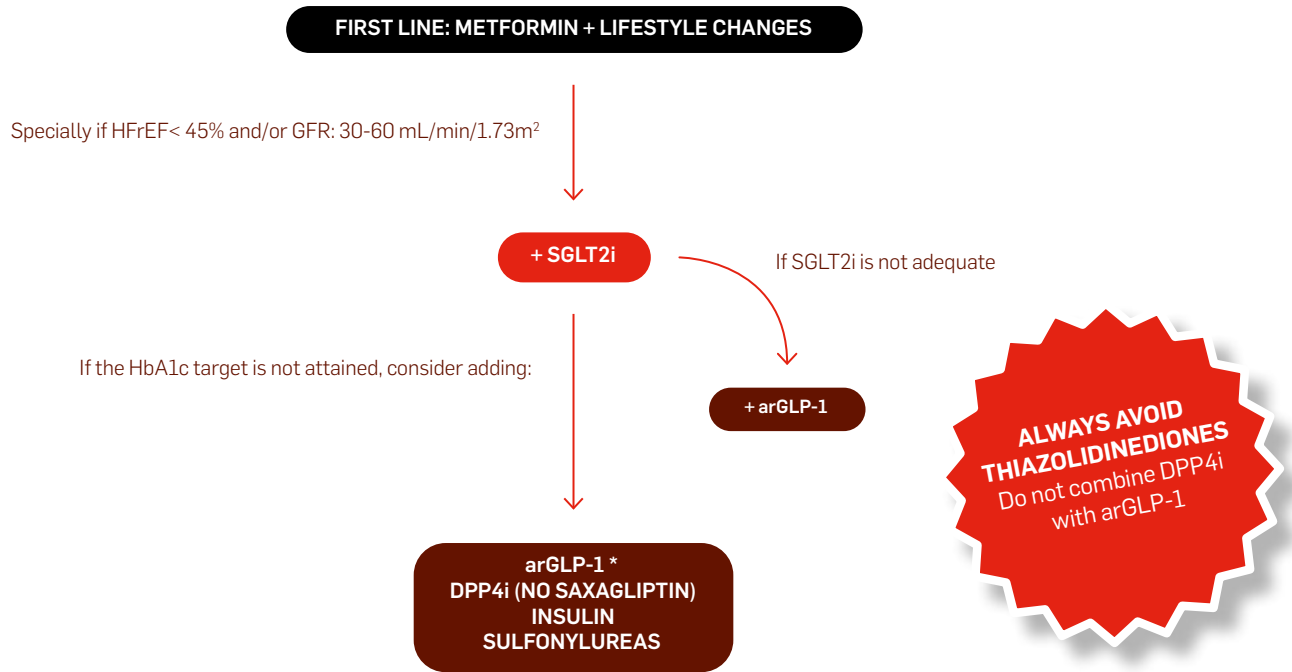 FIRST LINE: METFORMIN + LIFESTYLE CHANGES
Specially if HFrEF< 45% and/or GFR: 30-60 mL/min/1.73m²
+ SGLT2i
If SGLT2i is not adequate
If the HbA1c target is not attained, consider adding:
+ arGLP-1
ALWAYS AVOID
THIAZOLIDINEDIONES
Do not combine DPP4i
with arGLP-1
arGLP-1 *
DPP4i (NO SAXAGLIPTIN)
INSULIN
SULFONYLUREAS